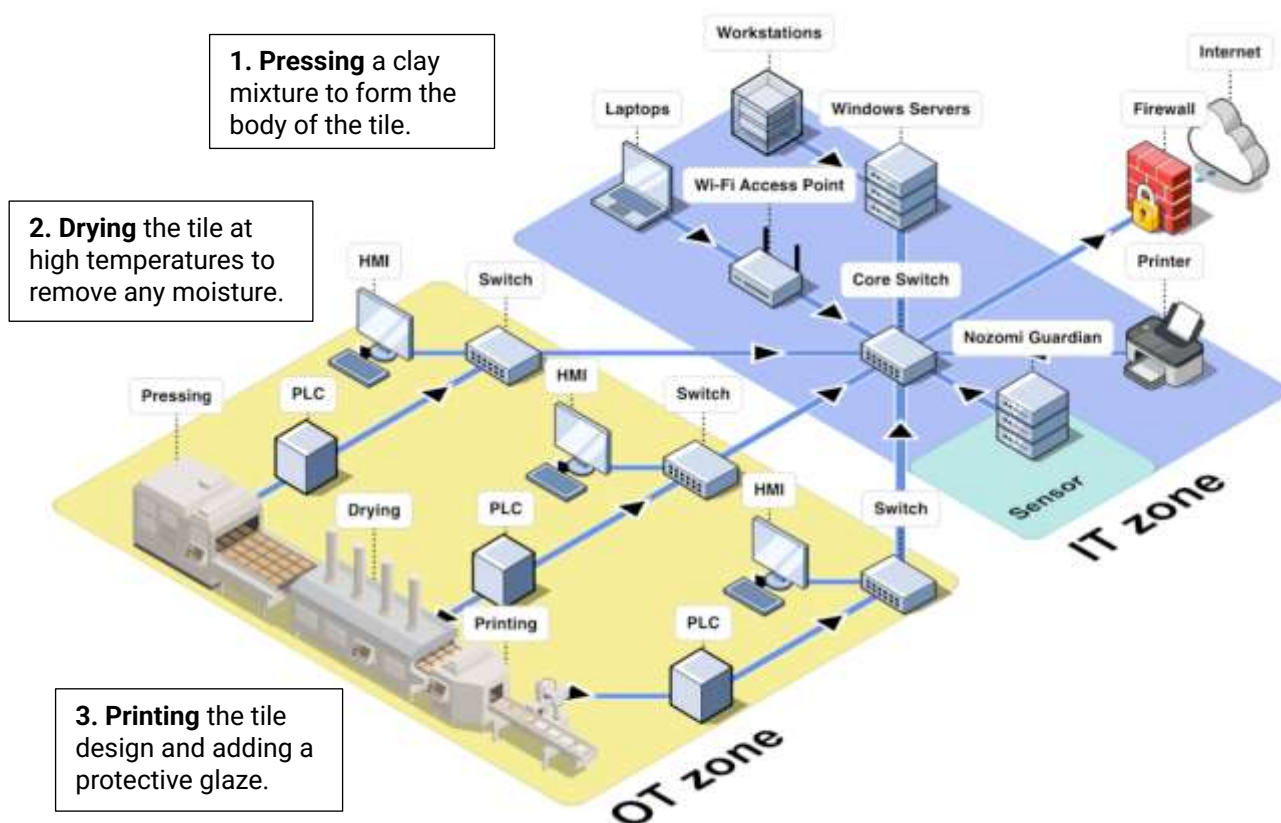 1. Pressing a clay
mixture to form the
body of the tile.
2. Drying the tile at
high temperatures to
remove any moisture.
3. Printing the tile
design and adding a
protective glaze.
Workstations
Internet
Laptops
Windows Servers
Firewall
Wi-Fi Access Point
HMI
Switch
Core Switch
Printer
Nozomi Guardian
Pressing
PLC
HMI
Switch
Drying
PLC
HMI
Switch
Sensor
IT zone
Printing
PLC
OT zone